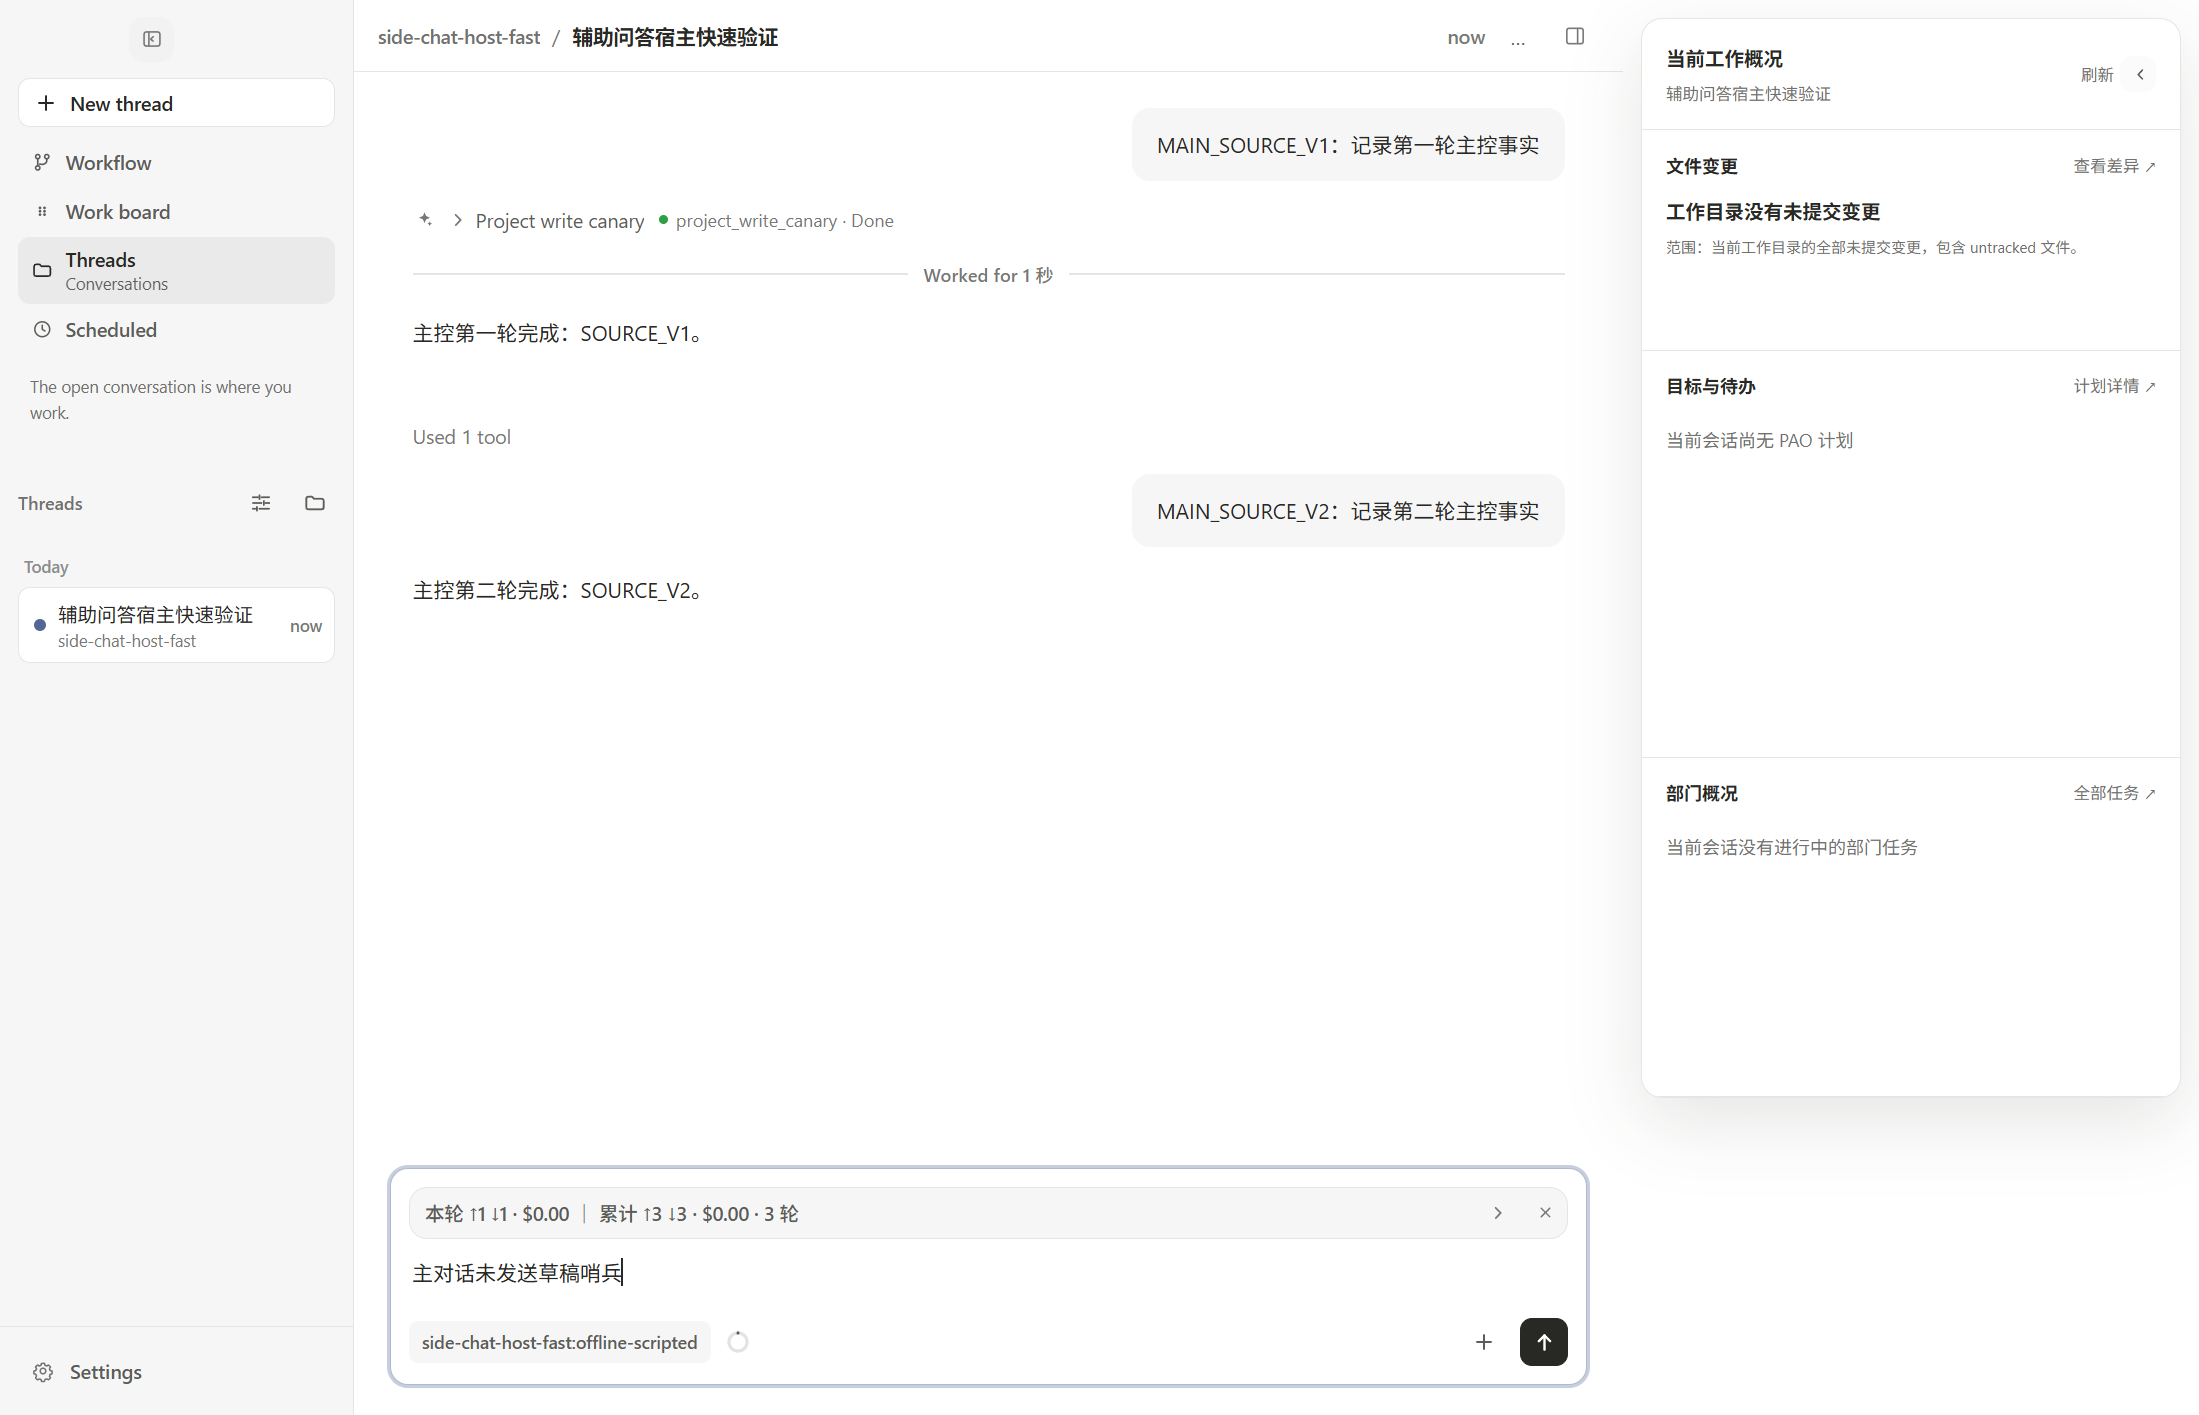 New thread
Workflow
Work board
Threads
Conversations
Scheduled
The open conversation is where you
work.
Threads
Today
辅助问答宿主快速验证
side-chat-host-fast
now
Settings
side-chat-host-fast / 辅助问答宿主快速验证
now
...
MAIN_SOURCE_V1：记录第一轮主控事实
Project write canary project_write_canary · Done
Worked for 1 秒
主控第一轮完成：SOURCE_V1。
Used 1 tool
MAIN_SOURCE_V2：记录第二轮主控事实
主控第二轮完成：SOURCE_V2。
本轮 ↑1 ↓1 · $0.00 | 累计 ↑3 ↓3 · $0.00 · 3 轮
主对话未发送草稿哨兵
side-chat-host-fast:offline-scripted
当前工作概况
刷新
辅助问答宿主快速验证
文件变更
查看差异 ↗
工作目录没有未提交变更
范围：当前工作目录的全部未提交变更，包含 untracked 文件。
目标与待办
计划详情 ↗
当前会话尚无 PAO 计划
部门概况
全部任务 ↗
当前会话没有进行中的部门任务